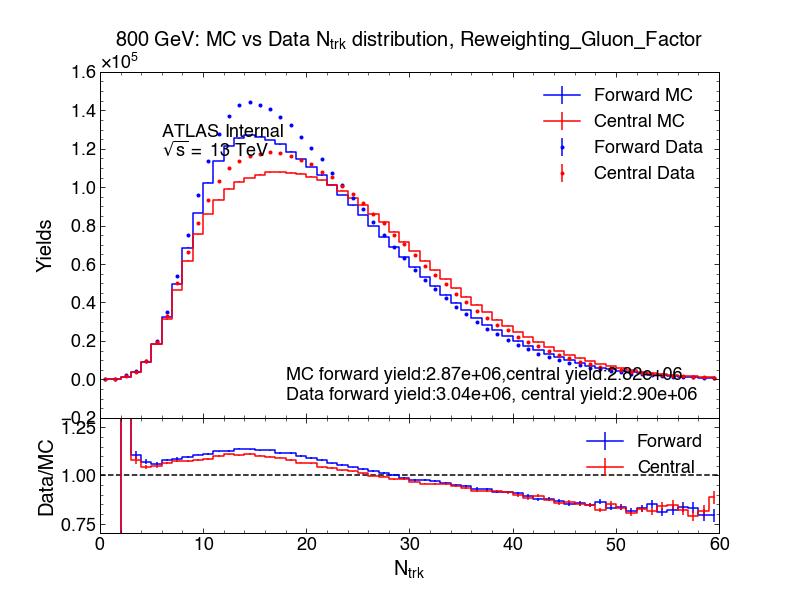 800 GeV: MC vs Data N_trk distribution, Reweighting_Gluon_Factor
×10⁵
1.6
1.4
1.2
1.0
0.8
0.6
0.4
0.2
0.0
−0.2
Yields
ATLAS Internal
√s = 13 TeV
Forward MC
Central MC
Forward Data
Central Data
MC forward yield:2.87e+06,central yield:2.82e+06
Data forward yield:3.04e+06, central yield:2.90e+06
1.25
1.00
0.75
Data/MC
Forward
Central
0 10 20 30 40 50 60
N_trk